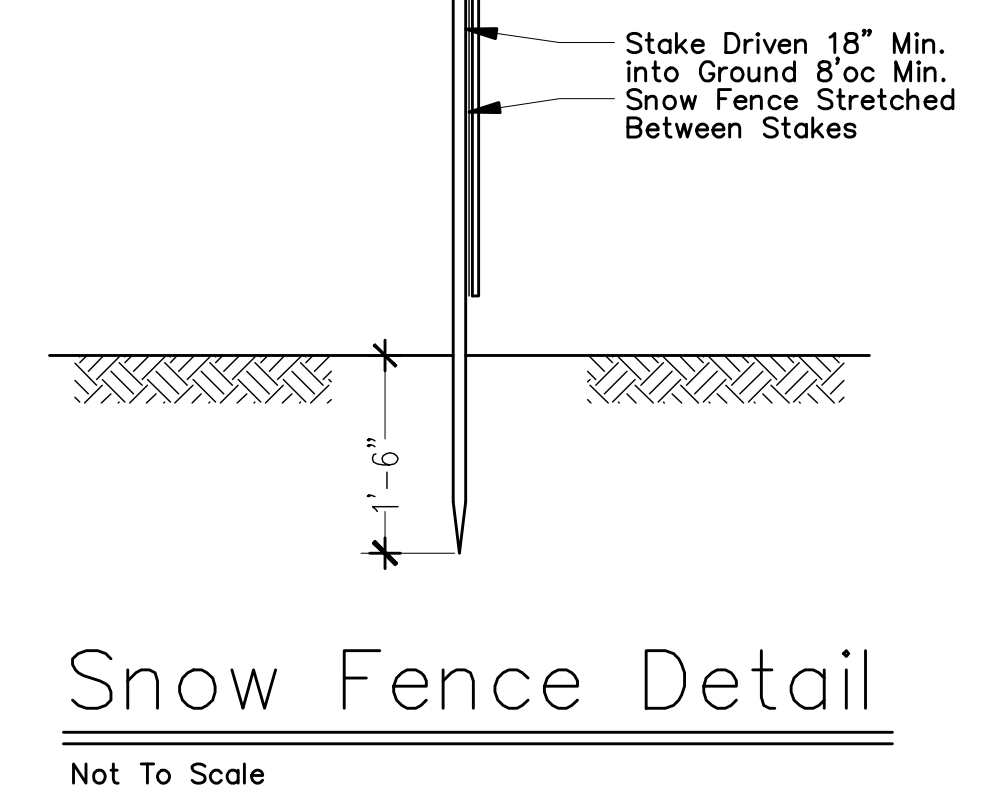 Stake Driven 18" Min.
into Ground 8'oc Min.
Snow Fence Stretched
Between Stakes
1'-6"
Snow Fence Detail
Not To Scale